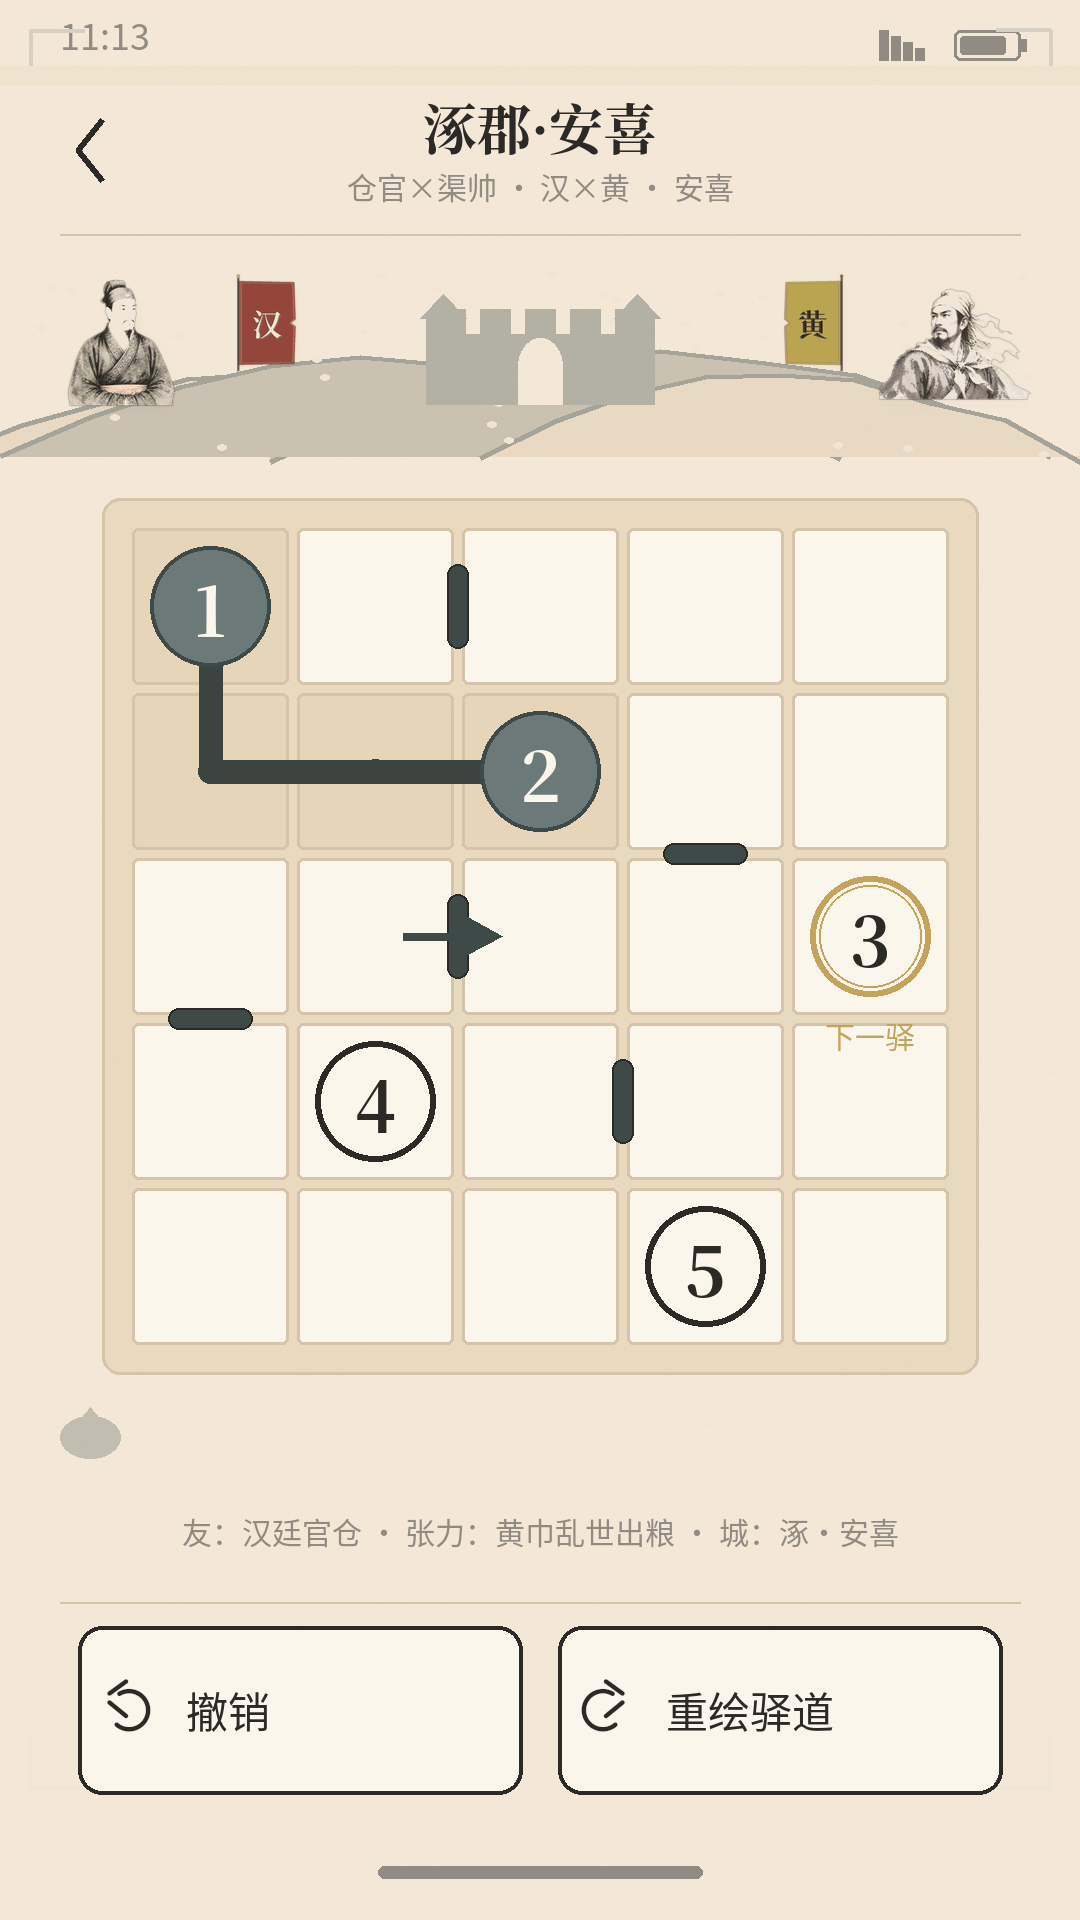 11:13
涿郡·安喜
仓官×渠帅 · 汉×黄 · 安喜
汉
黄
1
2
3
下一驿
4
5
友：汉廷官仓 · 张力：黄巾乱世出粮 · 城：涿·安喜
撤销
重绘驿道